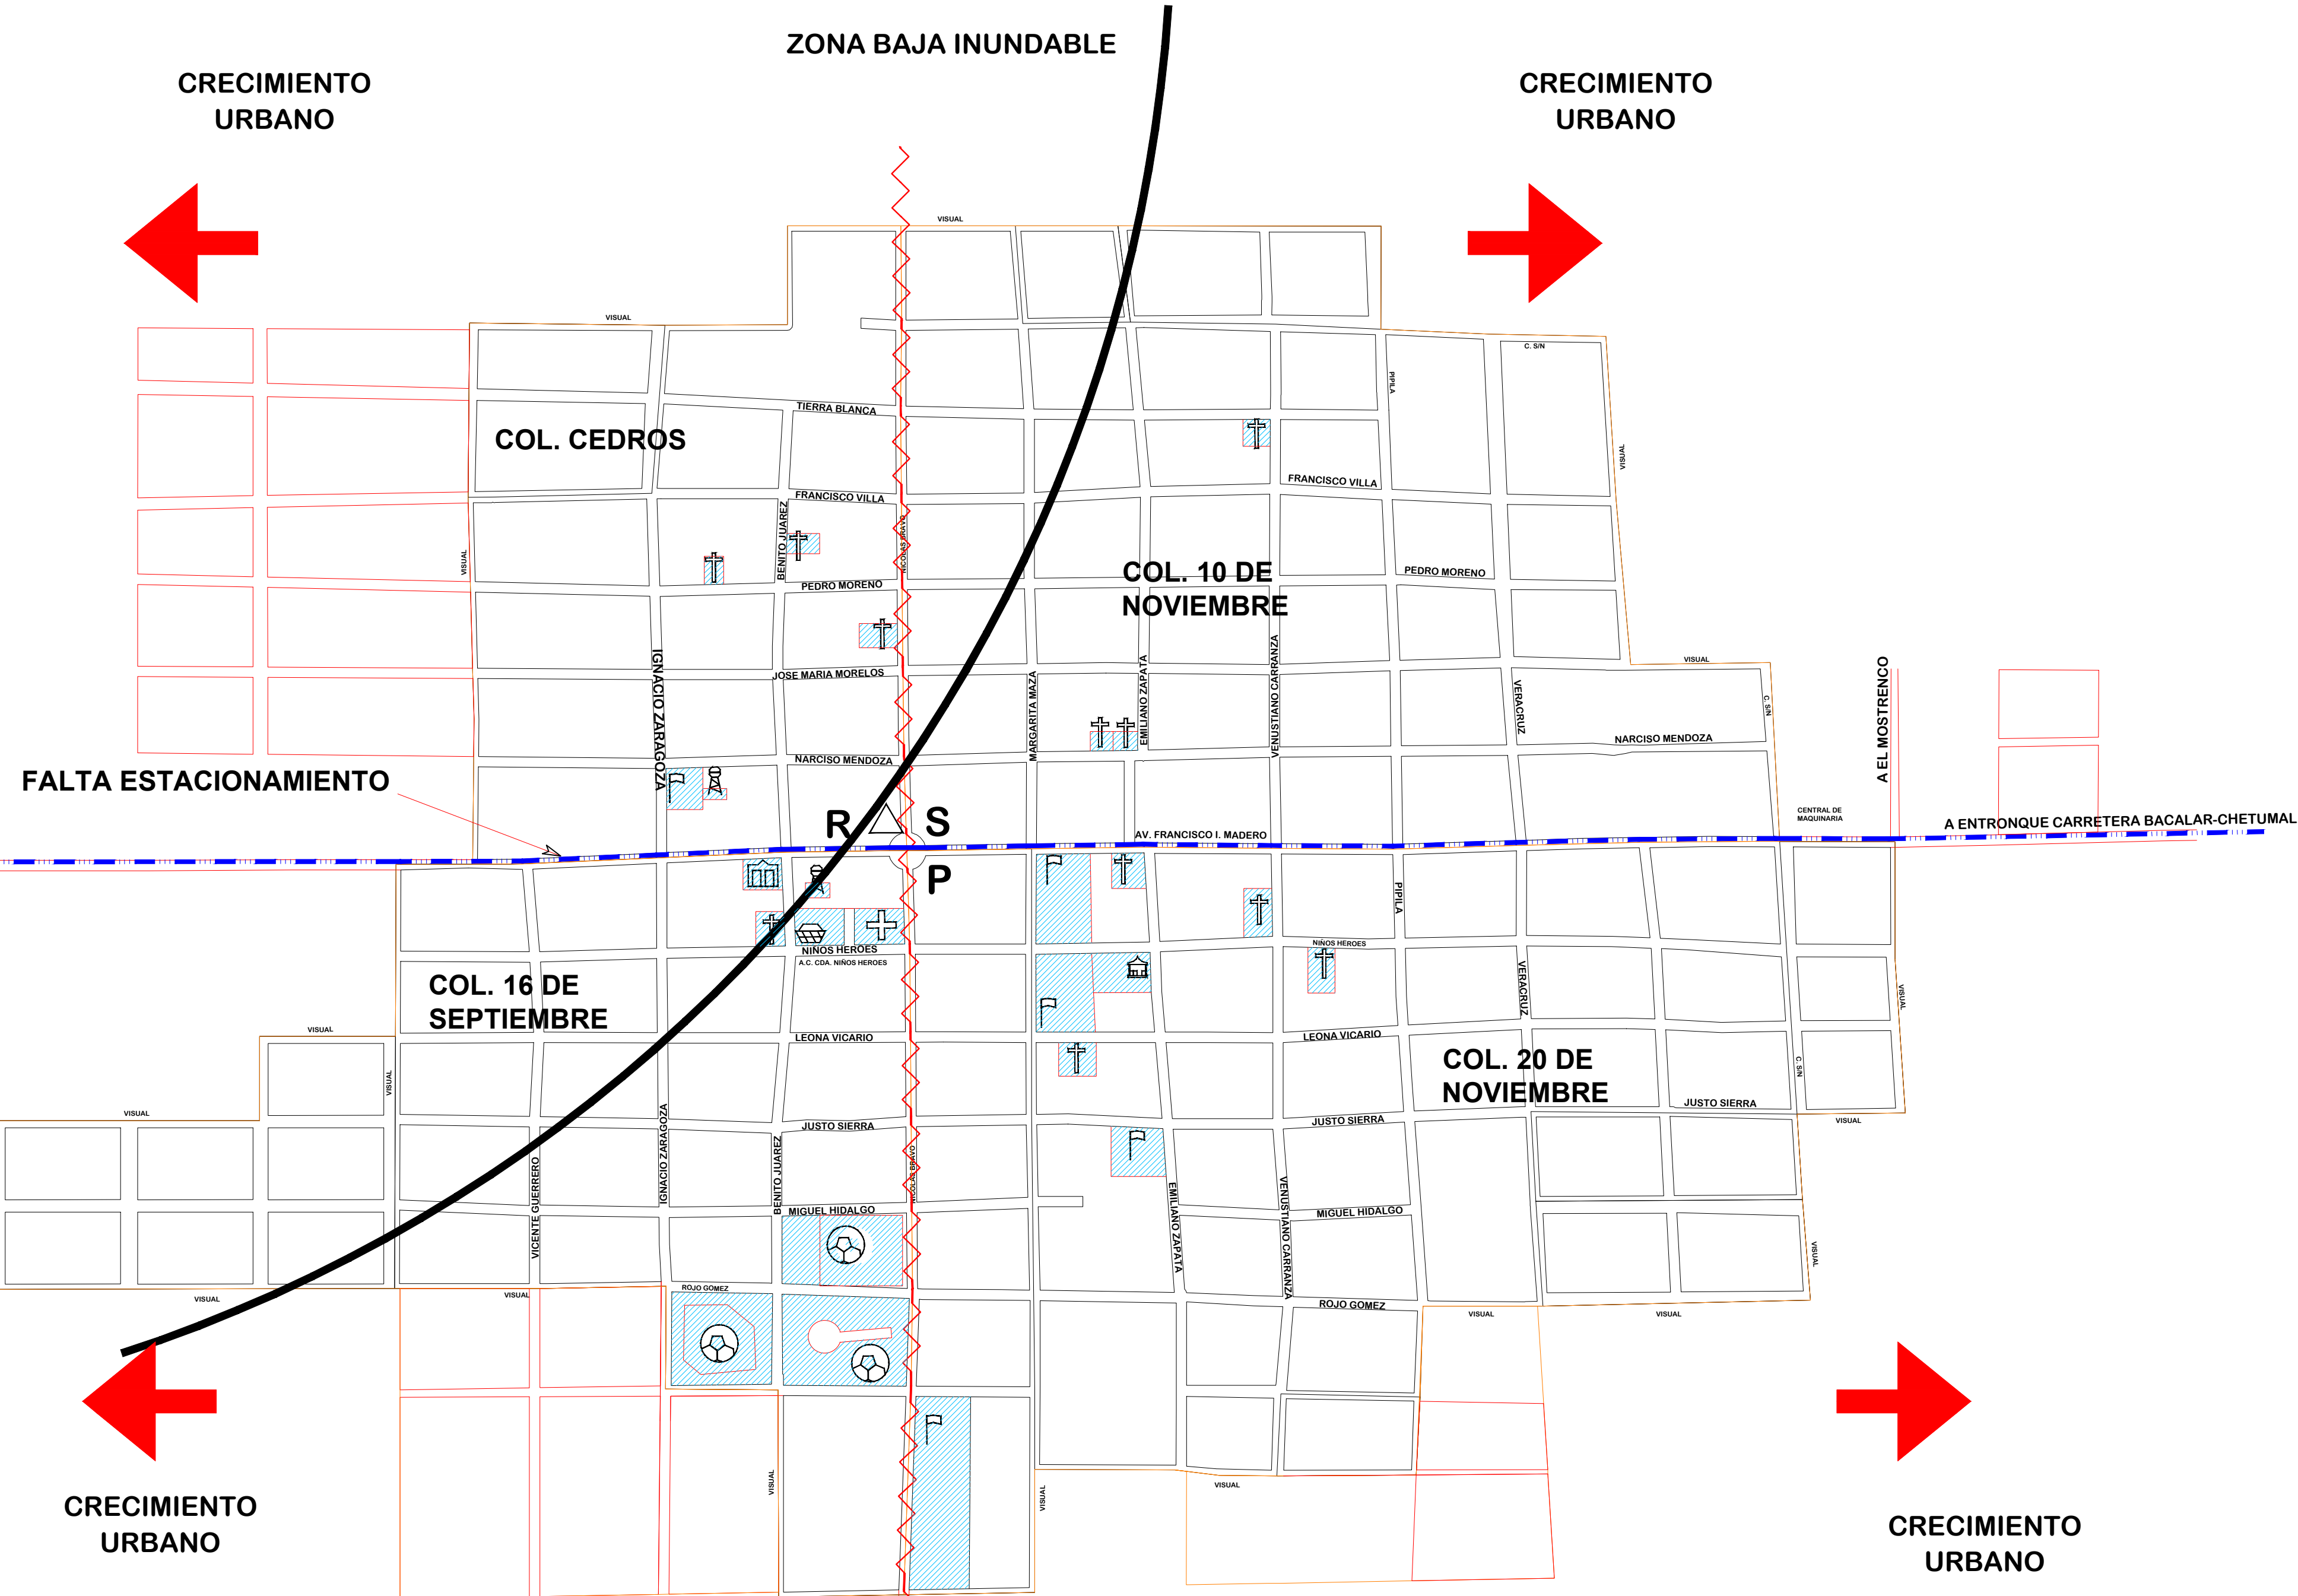 ZONA BAJA INUNDABLE
CRECIMIENTO
URBANO
CRECIMIENTO
URBANO
VISUAL
VISUAL
C. S/N
PIPILA
TIERRA BLANCA
COL. CEDROS
VISUAL
FRANCISCO VILLA
FRANCISCO VILLA
BENITO JUAREZ
NICOLAS BRAVO
VISUAL
COL. 10 DE
NOVIEMBRE
PEDRO MORENO
PEDRO MORENO
IGNACIO ZARAGOZA
JOSE MARIA MORELOS
MARGARITA MAZA
EMILIANO ZAPATA
VENUSTIANO CARRANZA
VISUAL
VERACRUZ
C. S/N
A EL MOSTRENCO
NARCISO MENDOZA
NARCISO MENDOZA
FALTA ESTACIONAMIENTO
R
S
P
CENTRAL DE
MAQUINARIA
AV. FRANCISCO I. MADERO
A ENTRONQUE CARRETERA BACALAR-CHETUMAL
PIPILA
NIÑOS HEROES
NIÑOS HEROES
A.C. CDA. NIÑOS HEROES
COL. 16 DE
SEPTIEMBRE
VERACRUZ
VISUAL
VISUAL
LEONA VICARIO
LEONA VICARIO
COL. 20 DE
NOVIEMBRE
VISUAL
C. S/N
VISUAL
JUSTO SIERRA
JUSTO SIERRA
JUSTO SIERRA
VISUAL
VICENTE GUERRERO
IGNACIO ZARAGOZA
BENITO JUAREZ
NICOLAS BRAVO
EMILIANO ZAPATA
VENUSTIANO CARRANZA
MIGUEL HIDALGO
MIGUEL HIDALGO
VISUAL
ROJO GOMEZ
ROJO GOMEZ
VISUAL
VISUAL
VISUAL
VISUAL
VISUAL
VISUAL
VISUAL
CRECIMIENTO
URBANO
CRECIMIENTO
URBANO